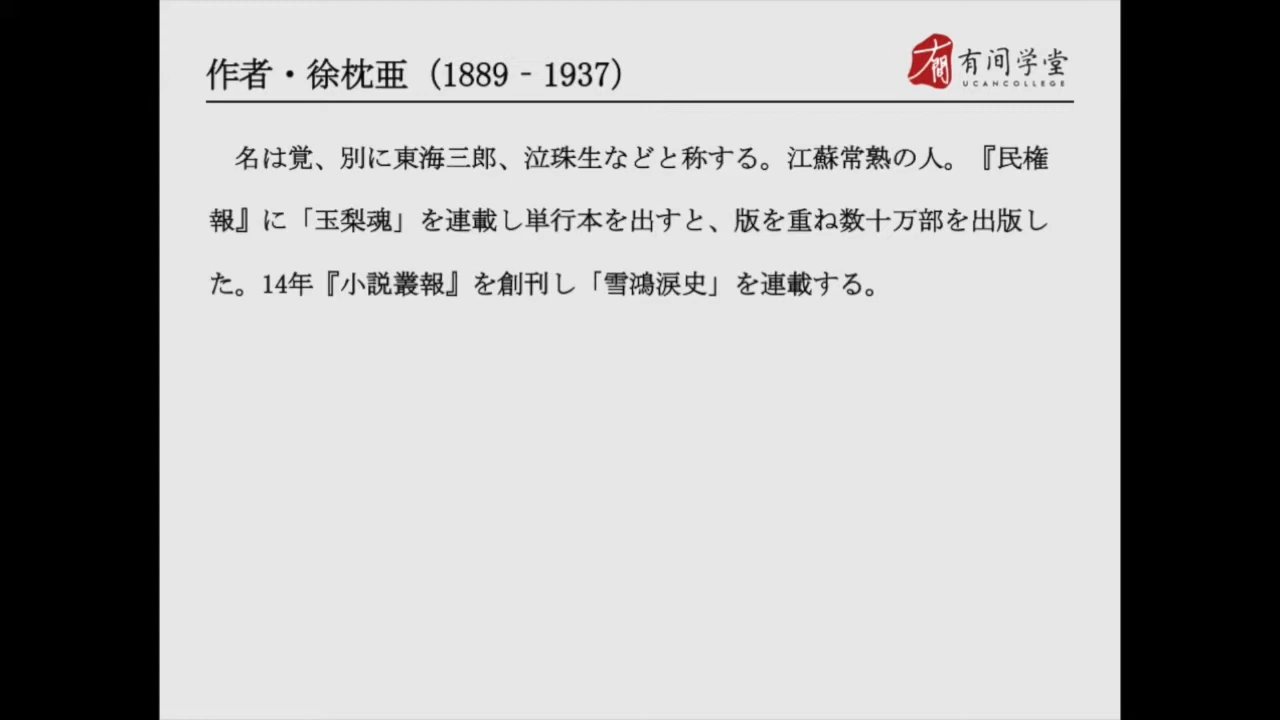 作者・徐枕亜（1889‐1937）
有間
有间学堂
UCANCOLLEGE
名は覚、別に東海三郎、泣珠生などと称する。江蘇常熟の人。『民権
報』に「玉梨魂」を連載し単行本を出すと、版を重ね数十万部を出版し
た。14年『小説叢報』を創刊し「雪鴻涙史」を連載する。